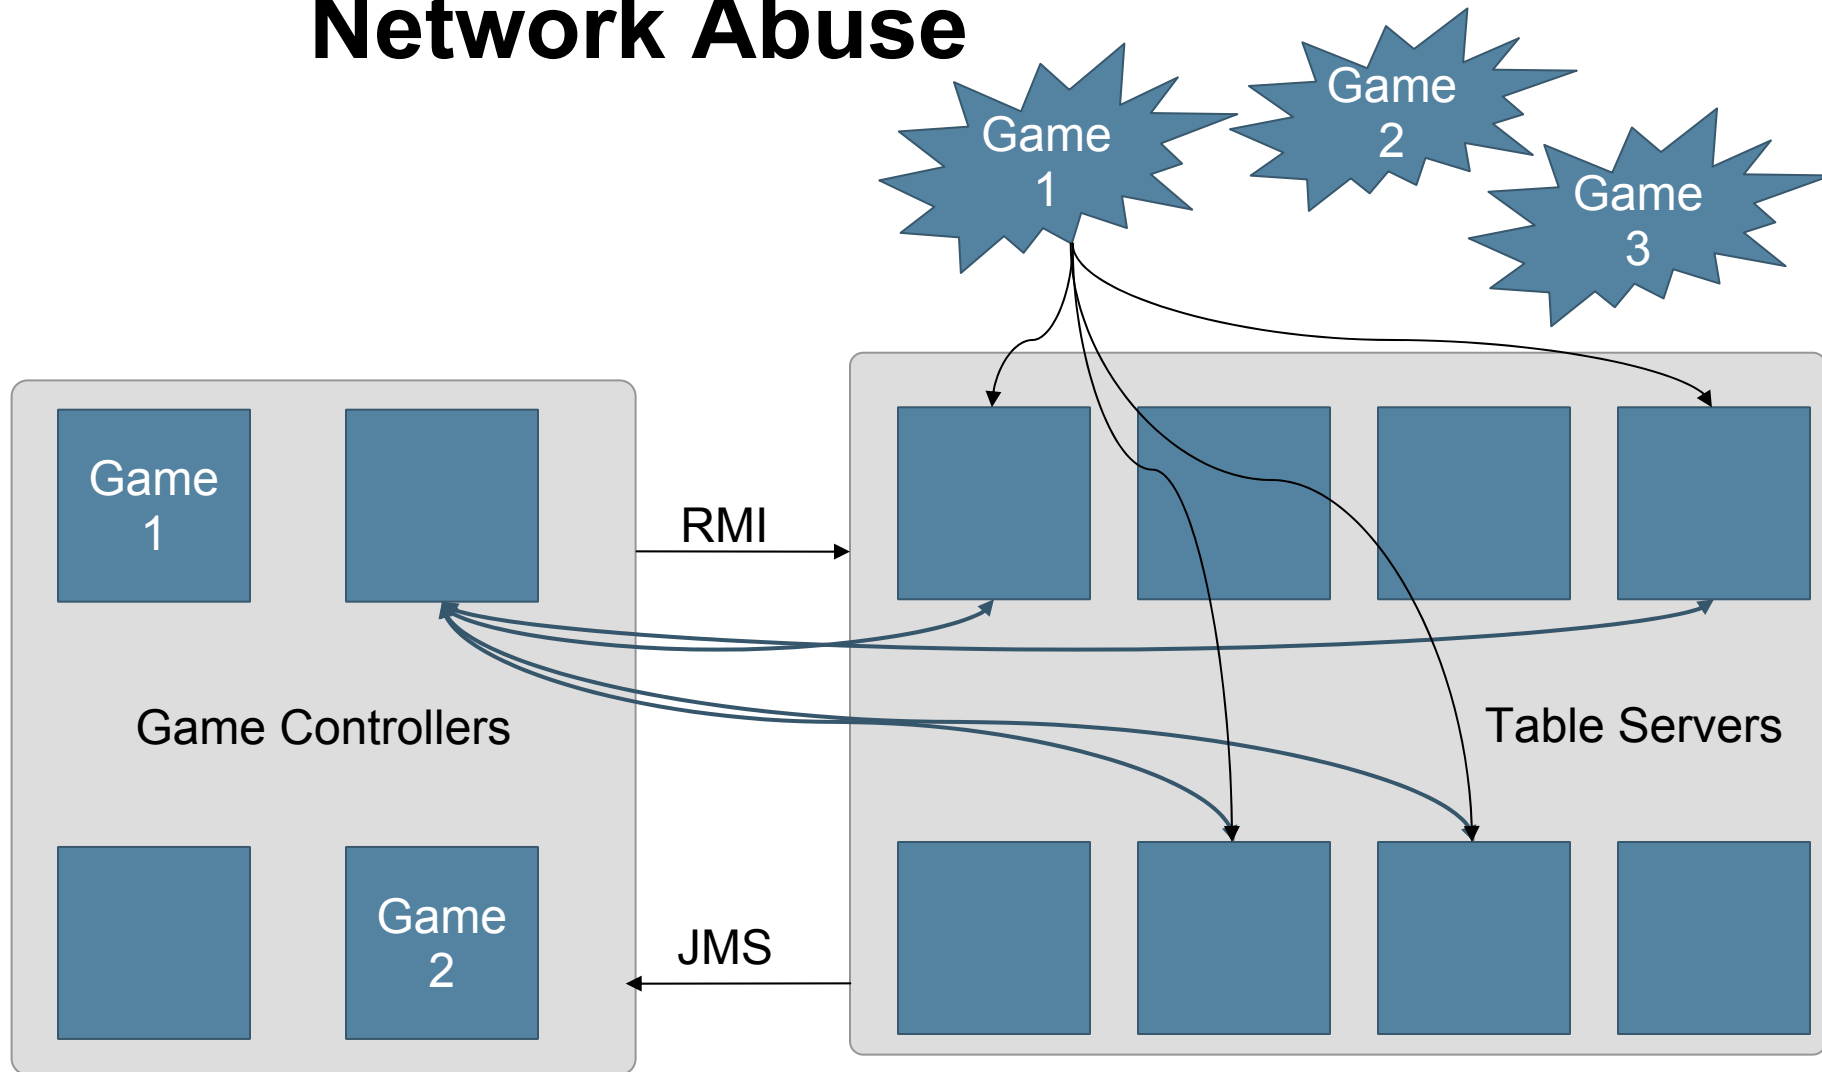 Network Abuse
Game
1
Game
2
Game
3
Game
1
RMI
Game Controllers
Table Servers
Game
2
JMS